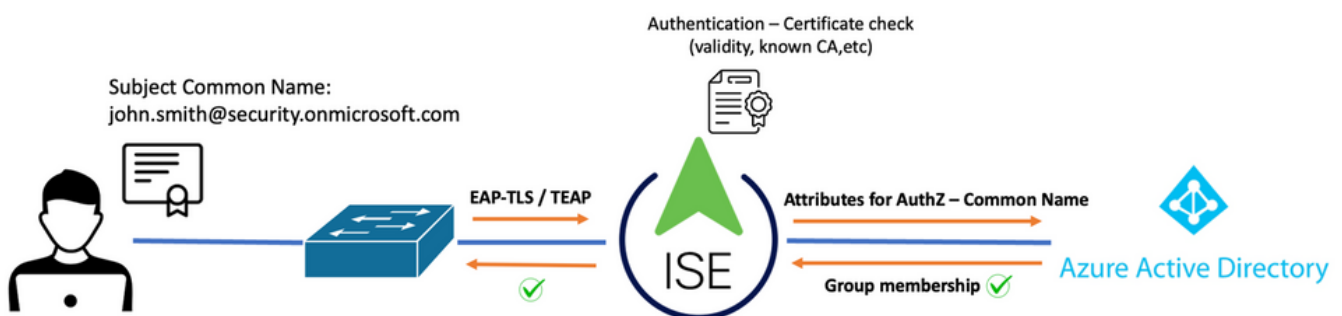 Authentication – Certificate check
(validity, known CA,etc)
Subject Common Name:
john.smith@security.onmicrosoft.com
EAP-TLS / TEAP
Attributes for AuthZ – Common Name
ISE
Azure Active Directory
Group membership